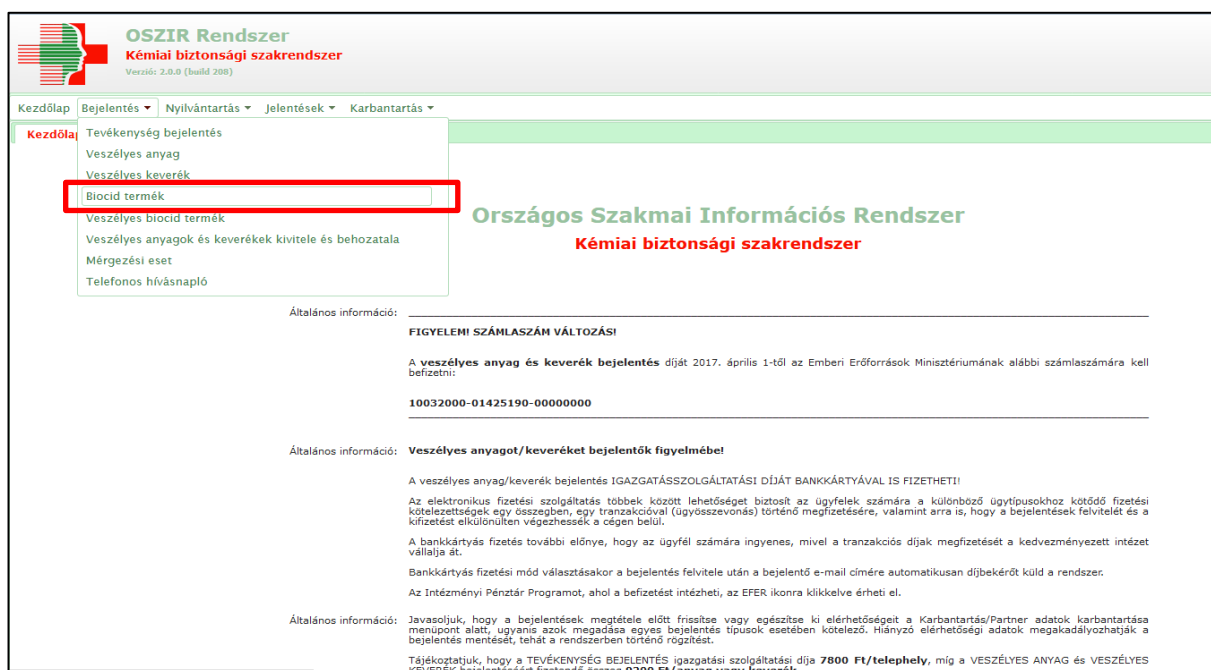 OSZIR Rendszer
Kémiai biztonsági szakrendszer
Verzió: 2.0.0 (build 208)
Kezdőlap Bejelentés Nyilvántartás Jelentések Karbantartás
Kezdőla
Tevékenység bejelentés
Veszélyes anyag
Veszélyes keverék
Biocid termék
Veszélyes biocid termék
Veszélyes anyagok és keverékek kivitele és behozatala
Mérgezési eset
Telefonos hívásnapló
Országos Szakmai Információs Rendszer
Kémiai biztonsági szakrendszer
Általános információ:
FIGYELEM! SZÁMLASZÁM VÁLTOZÁS!
A veszélyes anyag és keverék bejelentés díját 2017. április 1-től az Emberi Erőforrások Minisztériumának alábbi számlaszámára kell
befizetni:
10032000-01425190-00000000
Általános információ: Veszélyes anyagot/keveréket bejelentők figyelmébe!
A veszélyes anyag/keverék bejelentés IGAZGATÁSSZOLGÁLTATÁSI DÍJÁT BANKKÁRTYÁVAL IS FIZETHETI!
Az elektronikus fizetési szolgáltatás többek között lehetőséget biztosít az ügyfelek számára a különböző ügytípusokhoz kötődő fizetési
kötelezettségek egy összegben, egy tranzakcióval (ügyösszevonás) történő megfizetésére, valamint arra is, hogy a bejelentések felvitelét és a
kifizetést elkülönülten végezhessék a cégen belül.
A bankkártyás fizetés további előnye, hogy az ügyfél számára ingyenes, mivel a tranzakciós díjak megfizetését a kedvezményezett intézet
vállalja át.
Bankkártyás fizetési mód választásakor a bejelentés felvitele után a bejelentő e-mail címére automatikusan díjbekérőt küld a rendszer.
Az Intézményi Pénztár Programot, ahol a befizetést intézheti, az EFER ikonra klikkelve érheti el.
Általános információ: Javasoljuk, hogy a bejelentések megtétele előtt frissítse vagy egészítse ki elérhetőségeit a Karbantartás/Partner adatok karbantartása
menüpont alatt, ugyanis azok megadása egyes bejelentés típusok esetében kötelező. Hiányzó elérhetőségi adatok megakadályozhatják a
bejelentés mentését, tehát a rendszerben történő rögzítést.
Tájékoztatjuk, hogy a TEVÉKENYSÉG BEJELENTÉS igazgatási szolgáltatási díja 7800 Ft/telephely, míg a VESZÉLYES ANYAG és VESZÉLYES
KEVERÉK bejelentéséért fizetendő összeg 9200 Ft/anyag vagy keverék.